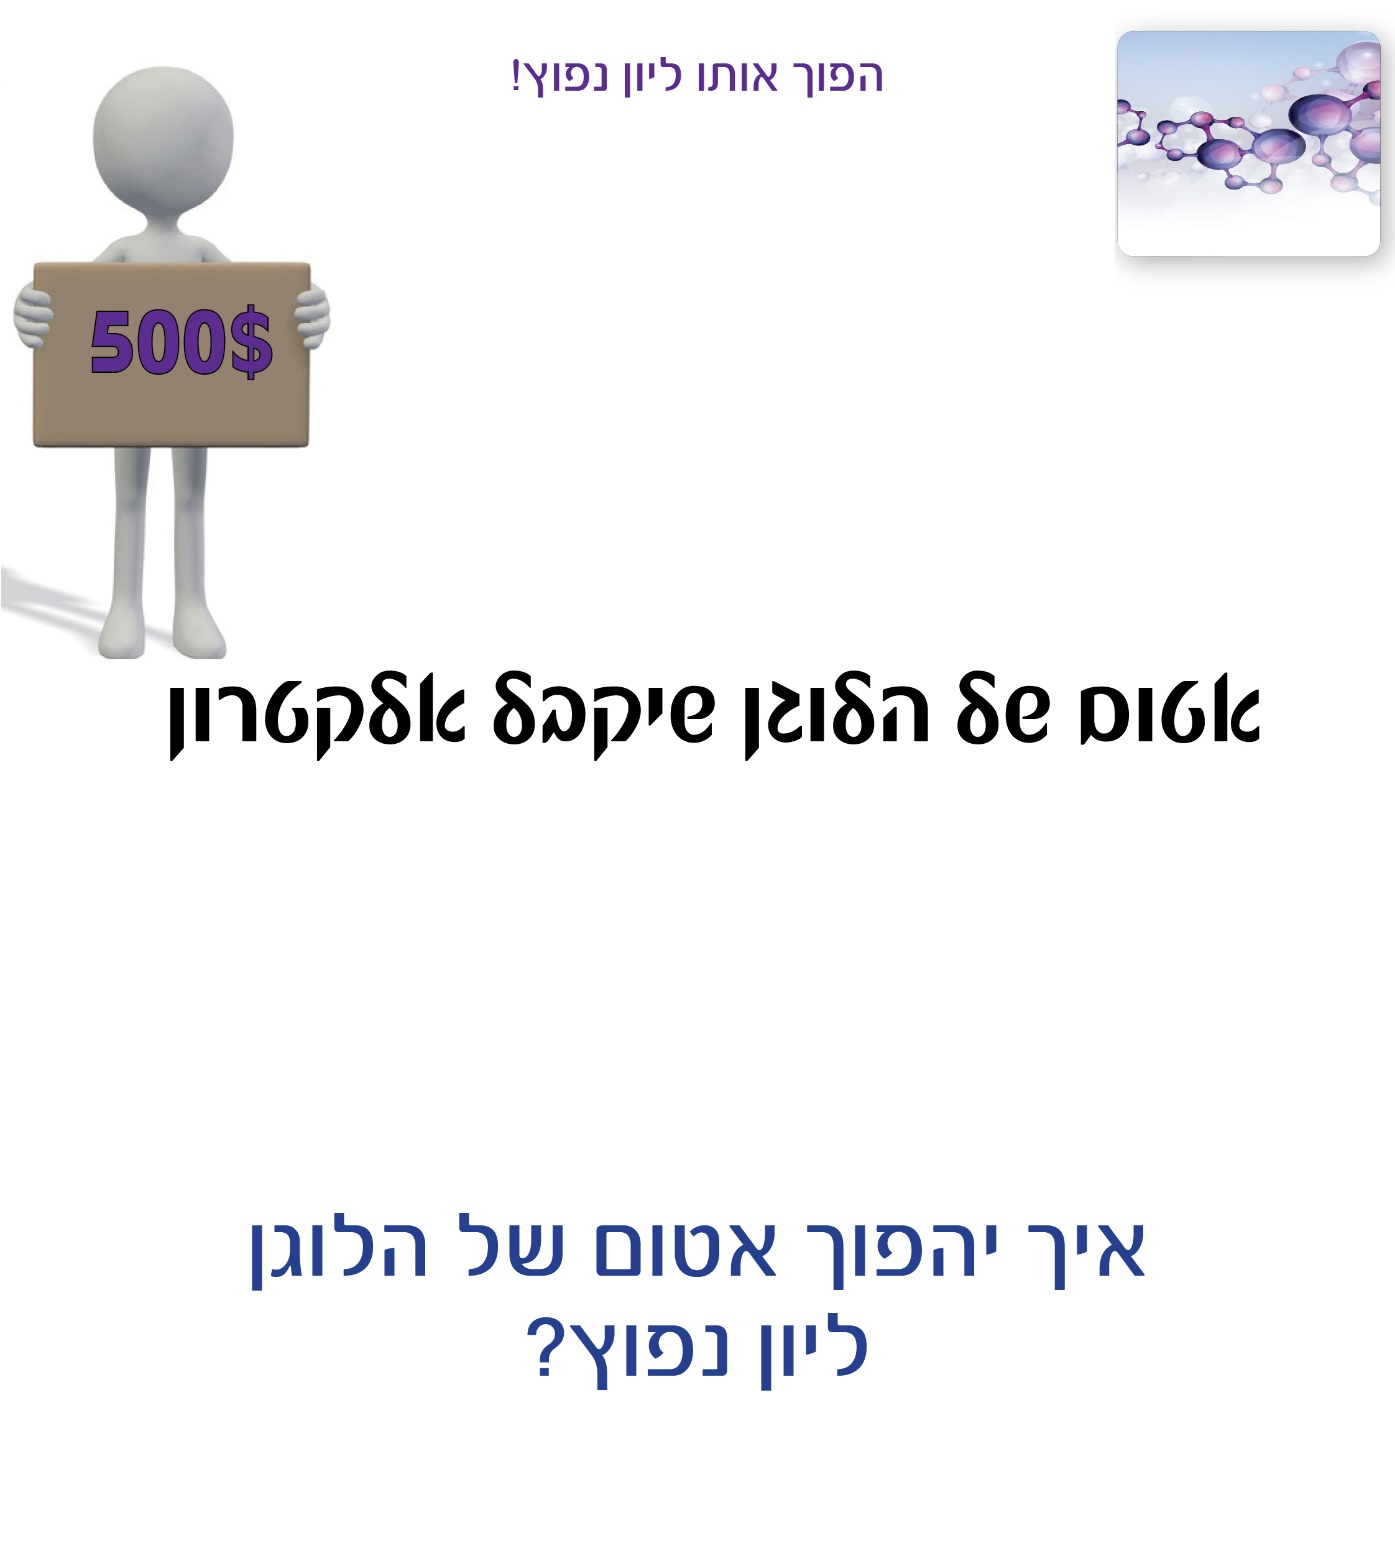 הפוך אותו ליון נפוץ!
500$
אטום של הלוגן שיקבל אלקטרון
איך יהפוך אטום של הלוגן
ליון נפוץ?